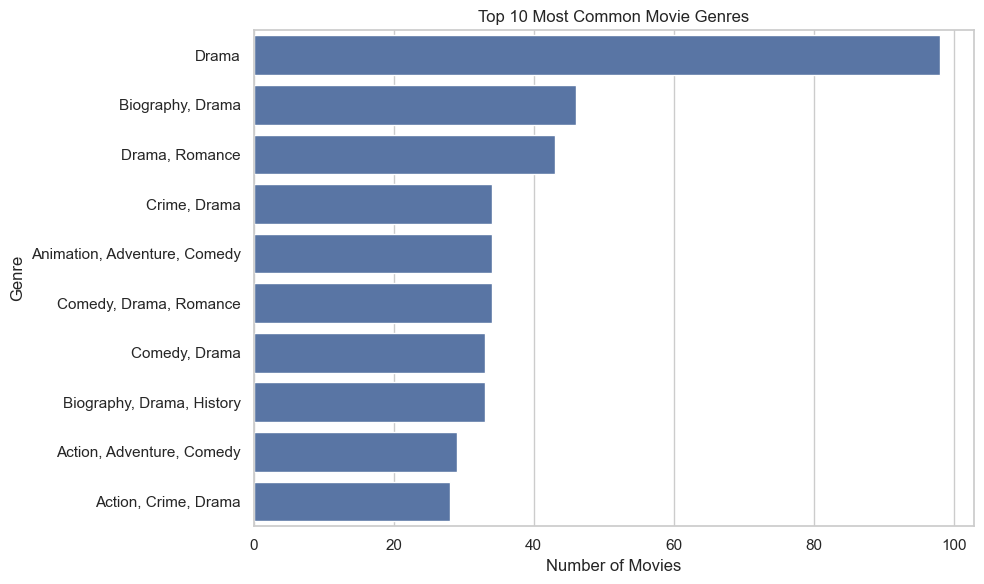 Top 10 Most Common Movie Genres
Drama
Biography, Drama
Drama, Romance
Crime, Drama
Animation, Adventure, Comedy
Comedy, Drama, Romance
Comedy, Drama
Biography, Drama, History
Action, Adventure, Comedy
Action, Crime, Drama
Genre
0 20 40 60 80 100
Number of Movies